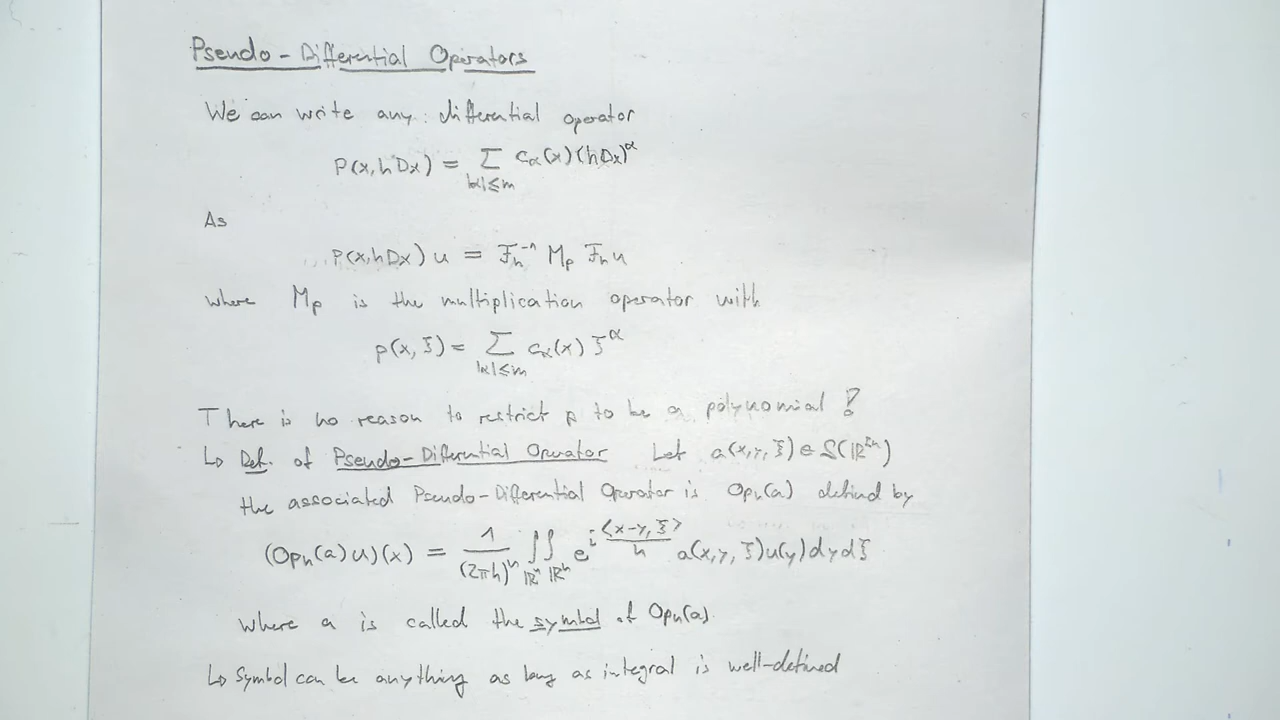 Pseudo-Differential Operators
We can write any differential operator
P(x,hDx) = Σ_{|α|≤m} cα(x)(hDx)^α
As
P(x,hDx) u = ℱₕ⁻¹ Mₚ ℱₕ u
where Mₚ is the multiplication operator with
p(x,ξ) = Σ_{|α|≤m} cα(x) ξ^α
There is no reason to restrict p to be a polynomial!
↳ Def. of Pseudo-Differential Operator Let a(x,y,ξ) ∈ S(ℝ^{3n})
the associated Pseudo-Differential Operator is Opₕ(a) defined by
(Opₕ(a)u)(x) = 1/(2πh)^n ∫∫_{ℝ^n ℝ^n} e^{i <x-y,ξ>/h} a(x,y,ξ)u(y)dydξ
where a is called the symbol of Opₕ(a).
↳ Symbol can be anything as long as integral is well-defined